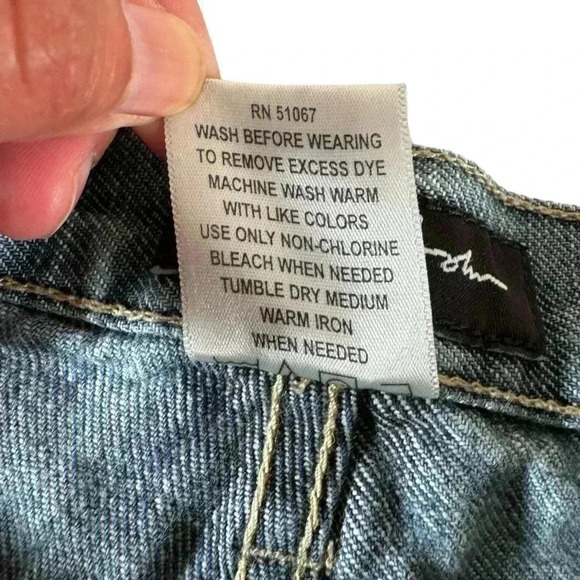 RN 51067
WASH BEFORE WEARING
TO REMOVE EXCESS DYE
MACHINE WASH WARM
WITH LIKE COLORS
USE ONLY NON-CHLORINE
BLEACH WHEN NEEDED
TUMBLE DRY MEDIUM
WARM IRON
WHEN NEEDED